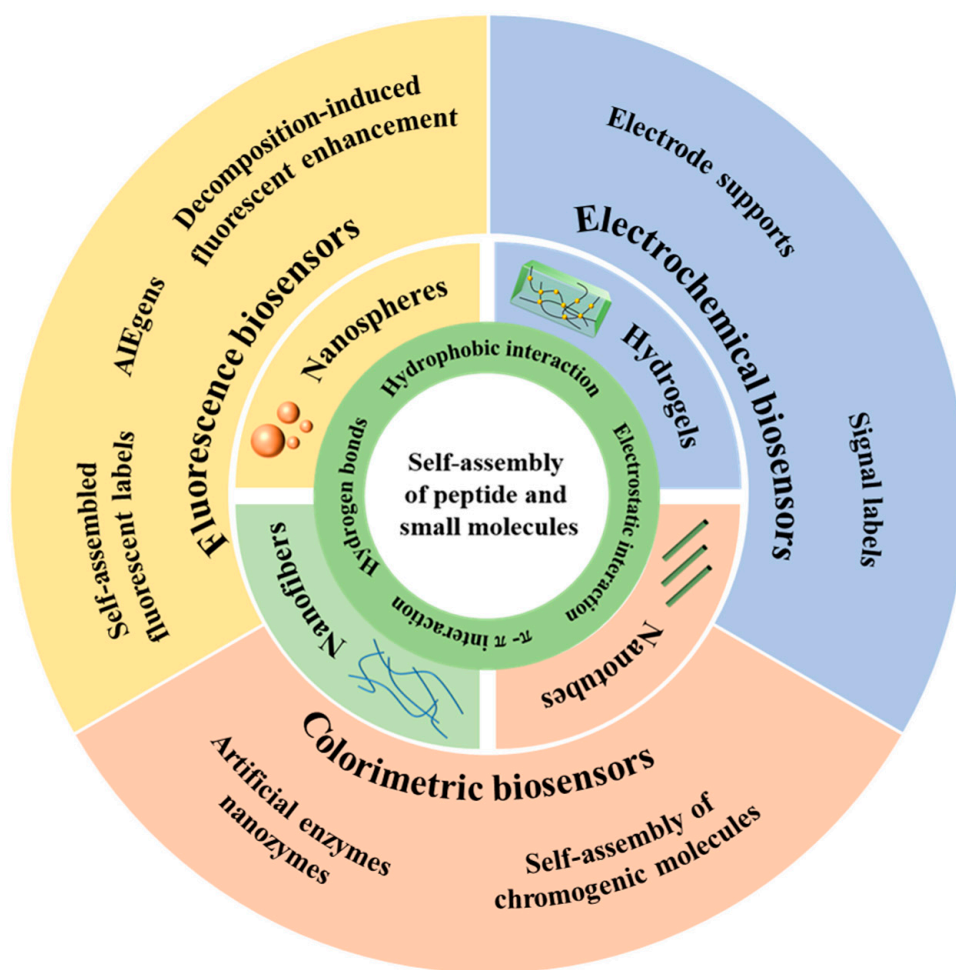 Decomposition-induced
fluorescent enhancement
AIEgens
Self-assembled
fluorescent labels
Fluorescence biosensors
Electrode supports
Signal labels
Electrochemical biosensors
Nanospheres
Hydrogels
Hydrophobic interaction
Electrostatic interaction
π- π interaction
Hydrogen bonds
Self-assembly
of peptide and
small molecules
Nanofibers
Nanotubes
Colorimetric biosensors
Artificial enzymes
nanozymes
Self-assembly of
chromogenic molecules